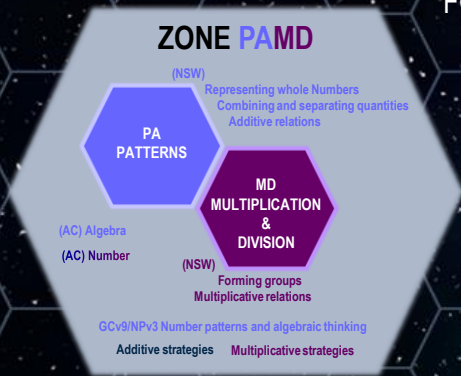 ZONE PAMD
(NSW)
Representing whole Numbers
Combining and separating quantities
Additive relations
PA
PATTERNS
MD
MULTIPLICATION
&
DIVISION
(AC) Algebra
(AC) Number
(NSW)
Forming groups
Multiplicative relations
GCv9/NPv3 Number patterns and algebraic thinking
Additive strategies Multiplicative strategies